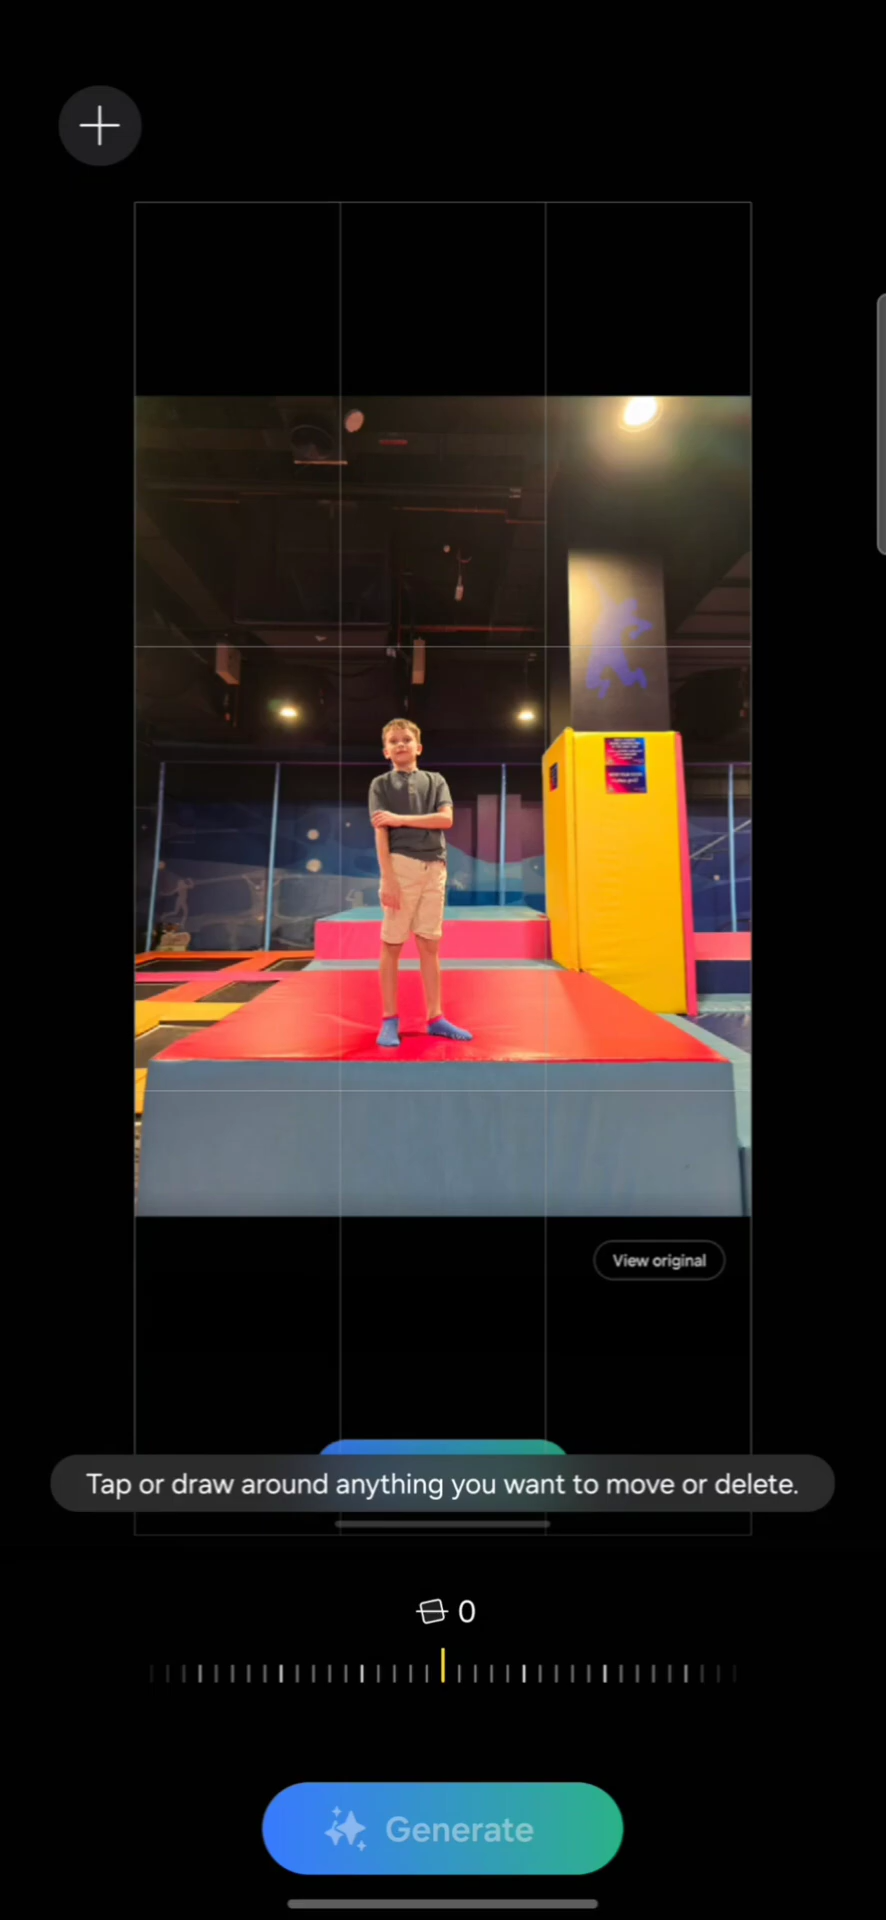 View original
Tap or draw around anything you want to move or delete.
0
Generate